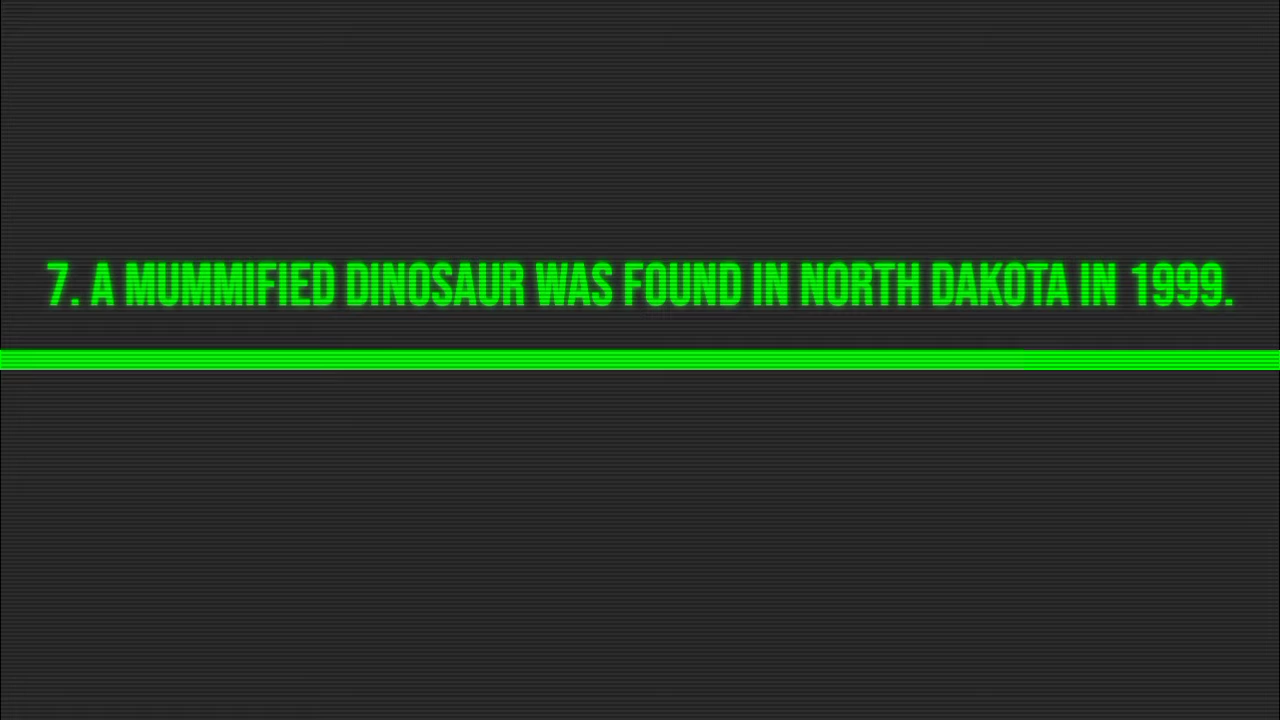 7. A MUMMIFIED DINOSAUR WAS FOUND IN NORTH DAKOTA IN 1999.